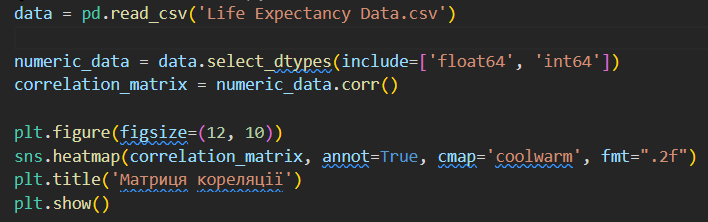 data = pd.read_csv('Life Expectancy Data.csv')
numeric_data = data.select_dtypes(include=['float64', 'int64'])
correlation_matrix = numeric_data.corr()
plt.figure(figsize=(12, 10))
sns.heatmap(correlation_matrix, annot=True, cmap='coolwarm', fmt=".2f")
plt.title('Матриця кореляції')
plt.show()